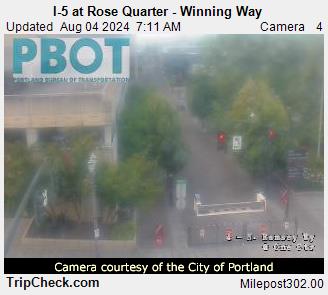 I-5 at Rose Quarter - Winning Way
Updated Aug 04 2024 7:11 AM Camera 4
PBOT
PORTLAND BUREAU OF TRANSPORTATION
Camera courtesy of the City of Portland
TripCheck.com Milepost302.00